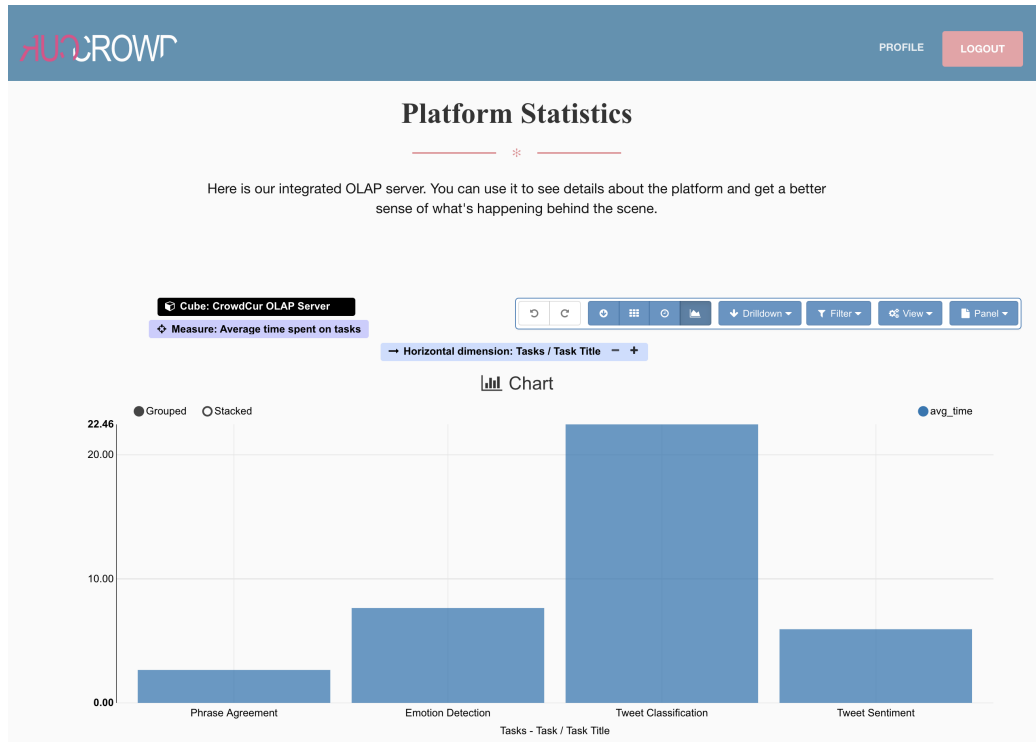 CROWD
PROFILE
LOGOUT
Platform Statistics
Here is our integrated OLAP server. You can use it to see details about the platform and get a better
sense of what's happening behind the scene.
Cube: CrowdCur OLAP Server
Measure: Average time spent on tasks
Drilldown
Filter
View
Panel
→ Horizontal dimension: Tasks / Task Title − +
Chart
Grouped
Stacked
avg_time
22.46
20.00
10.00
0.00
Phrase Agreement
Emotion Detection
Tweet Classification
Tweet Sentiment
Tasks - Task / Task Title